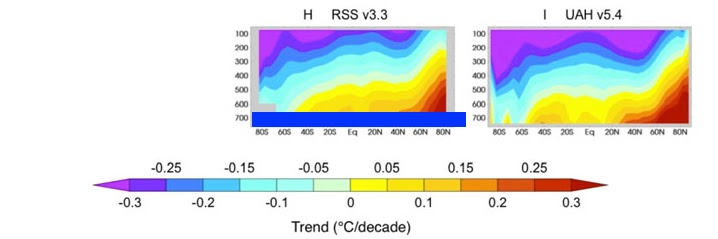 H RSS v3.3
I UAH v5.4
100
200
300
400
500
600
700
80S 60S 40S 20S Eq 20N 40N 60N 80N
100
200
300
400
500
600
700
80S 60S 40S 20S Eq 20N 40N 60N 80N
-0.25 -0.15 -0.05 0.05 0.15 0.25
-0.3 -0.2 -0.1 0 0.1 0.2 0.3
Trend (°C/decade)